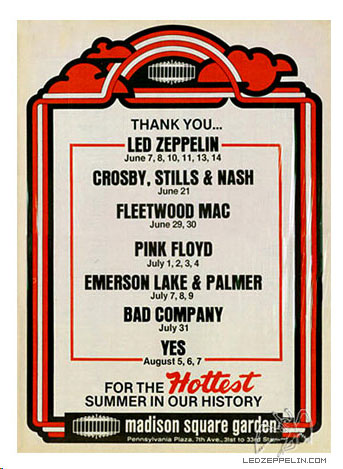 THANK YOU...
LED ZEPPELIN
June 7, 8, 10, 11, 13, 14
CROSBY, STILLS & NASH
June 21
FLEETWOOD MAC
June 29, 30
PINK FLOYD
July 1, 2, 3, 4
EMERSON LAKE & PALMER
July 7, 8, 9
BAD COMPANY
July 31
YES
August 5, 6, 7
FOR THE Hottest
SUMMER IN OUR HISTORY
madison square garden
Pennsylvania Plaza, 7th Ave., 31st to 33rd
LEDZEPPELIN.COM